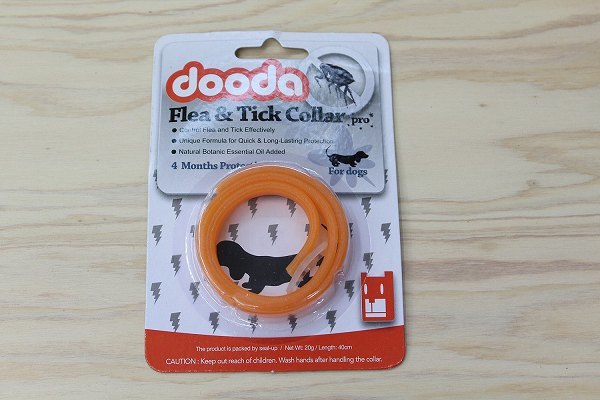 dooda
Flea & Tick Collar pro*
Control Flea and Tick Effectively
Unique Formula for Quick & Long-Lasting Protection
Natural Botanic Essential Oil Added
4 Months Protection
For dogs
The product is packed by seal-up / Net Wt: 20g / Length: 40cm
CAUTION : Keep out reach of children. Wash hands after handling the collar.